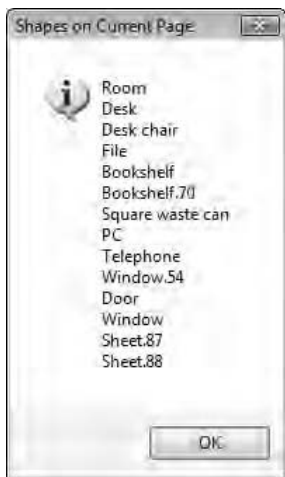 Shapes on Current Page
Room
Desk
Desk chair
File
Bookshelf
Bookshelf.70
Square waste can
PC
Telephone
Window.54
Door
Window
Sheet.87
Sheet.88
OK